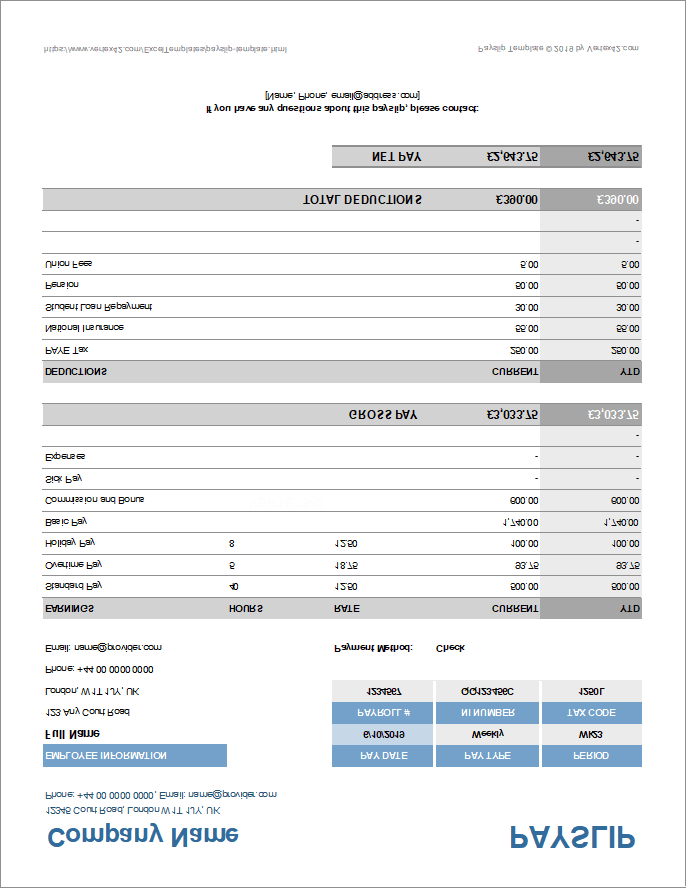 Company Name PAYSLIP
12345 Court Road, London W1T 1JY, UK
Phone: +44 00 0000 0000, Email: name@provider.com
EMPLOYEE INFORMATION PAY DATE PAY TYPE PERIOD
Full Name 6/10/2019 Weekly WK23
123 Any Court Road PAYROLL # NI NUMBER TAX CODE
London, W1T 1JY, UK 1234567 QQ123456C 1250L
Phone: +44 00 0000 0000
Email: name@provider.com Payment Method: Check
EARNINGS HOURS RATE CURRENT YTD
Standard Pay 40 12.50 500.00 500.00
Overtime Pay 5 18.75 93.75 93.75
Holiday Pay 8 12.50 100.00 100.00
Basic Pay 1,740.00 1,740.00
Commission and Bonus 600.00 600.00
Sick Pay - -
Expenses - -
-
GROSS PAY £3,033.75 £3,033.75
DEDUCTIONS CURRENT YTD
PAYE Tax 250.00 250.00
National Insurance 55.00 55.00
Student Loan Repayment 30.00 30.00
Pension 50.00 50.00
Union Fees 5.00 5.00
-
-
TOTAL DEDUCTIONS £390.00 £390.00
NET PAY £2,643.75 £2,643.75
If you have any questions about this payslip, please contact:
[Name, Phone, email@address.com]
https://www.vertex42.com/ExcelTemplates/payslip-template.html Payslip Template © 2019 by Vertex42.com